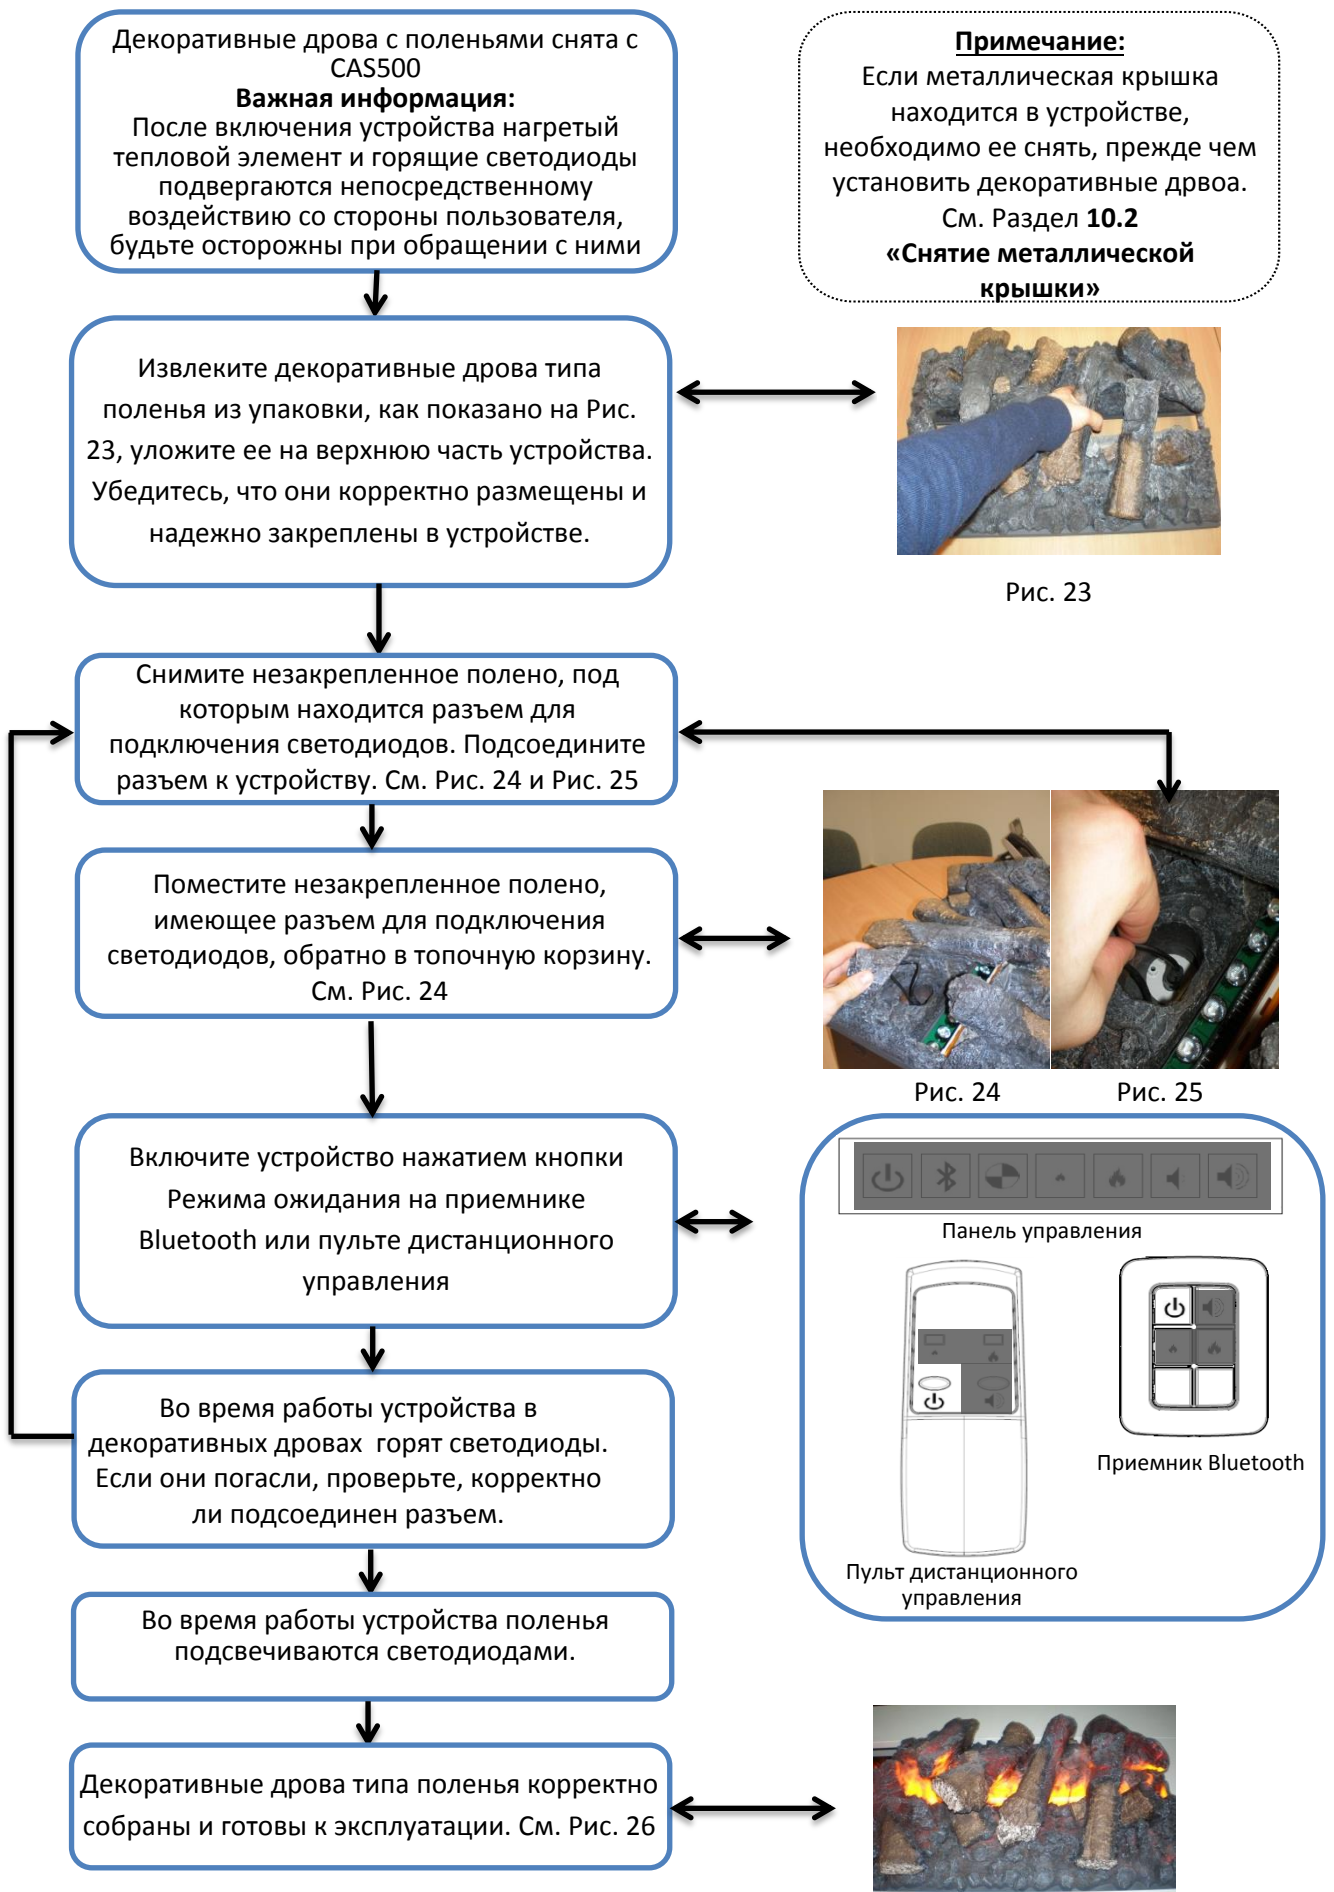 Декоративные дрова с поленьями снята с
CAS500
Важная информация:
После включения устройства нагретый
тепловой элемент и горящие светодиоды
подвергаются непосредственному
воздействию со стороны пользователя,
будьте осторожны при обращении с ними
Примечание:
Если металлическая крышка
находится в устройстве,
необходимо ее снять, прежде чем
установить декоративные дрвоа.
См. Раздел 10.2
«Снятие металлической
крышки»
Извлеките декоративные дрова типа
поленья из упаковки, как показано на Рис.
23, уложите ее на верхнюю часть устройства.
Убедитесь, что они корректно размещены и
надежно закреплены в устройстве.
Рис. 23
Снимите незакрепленное полено, под
которым находится разъем для
подключения светодиодов. Подсоедините
разъем к устройству. См. Рис. 24 и Рис. 25
Поместите незакрепленное полено,
имеющее разъем для подключения
светодиодов, обратно в топочную корзину.
См. Рис. 24
Рис. 24
Рис. 25
Включите устройство нажатием кнопки
Режима ожидания на приемнике
Bluetooth или пульте дистанционного
управления
Панель управления
Приемник Bluetooth
Пульт дистанционного
управления
Во время работы устройства в
декоративных дровах горят светодиоды.
Если они погасли, проверьте, корректно
ли подсоединен разъем.
Во время работы устройства поленья
подсвечиваются светодиодами.
Декоративные дрова типа поленья корректно
собраны и готовы к эксплуатации. См. Рис. 26